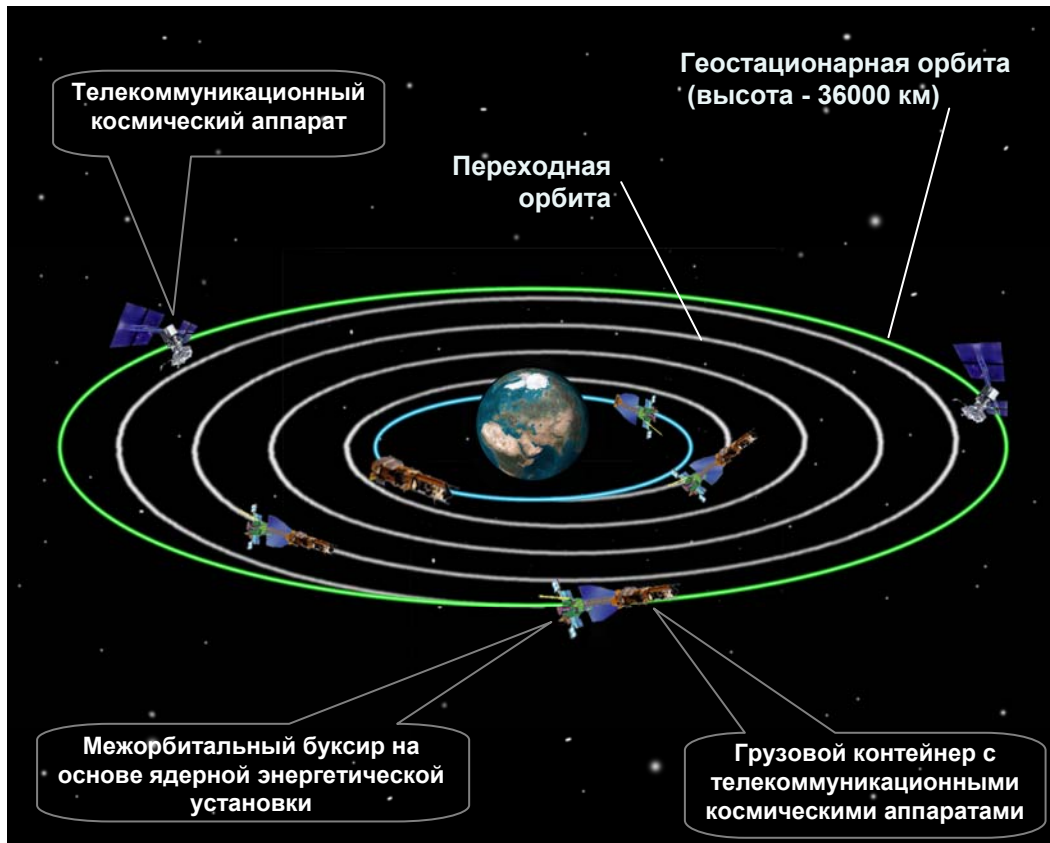 Телекоммуникационный
космический аппарат
Геостационарная орбита
(высота - 36000 км)
Переходная
орбита
Межорбитальный буксир на
основе ядерной энергетической
установки
Грузовой контейнер с
телекоммуникационными
космическими аппаратами